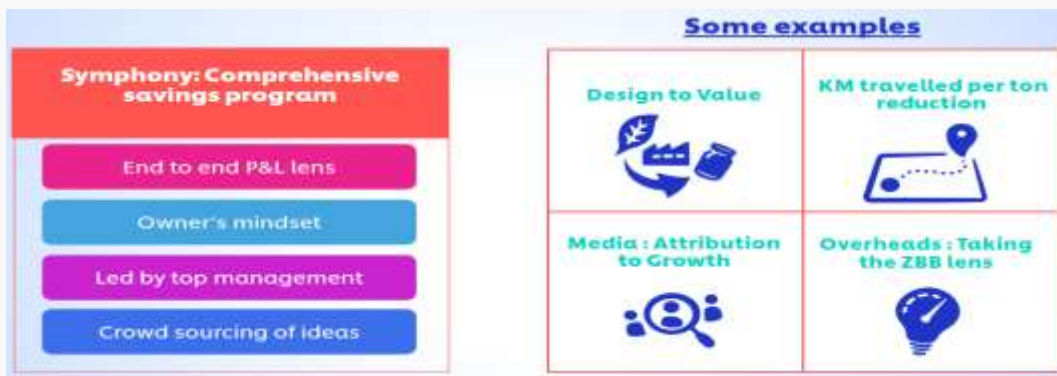 Some examples
Symphony: Comprehensive
savings program
End to end P&L lens
Owner's mindset
Led by top management
Crowd sourcing of ideas
Design to Value
KM travelled per ton
reduction
Media : Attribution
to Growth
Overheads : Taking
the ZBB lens